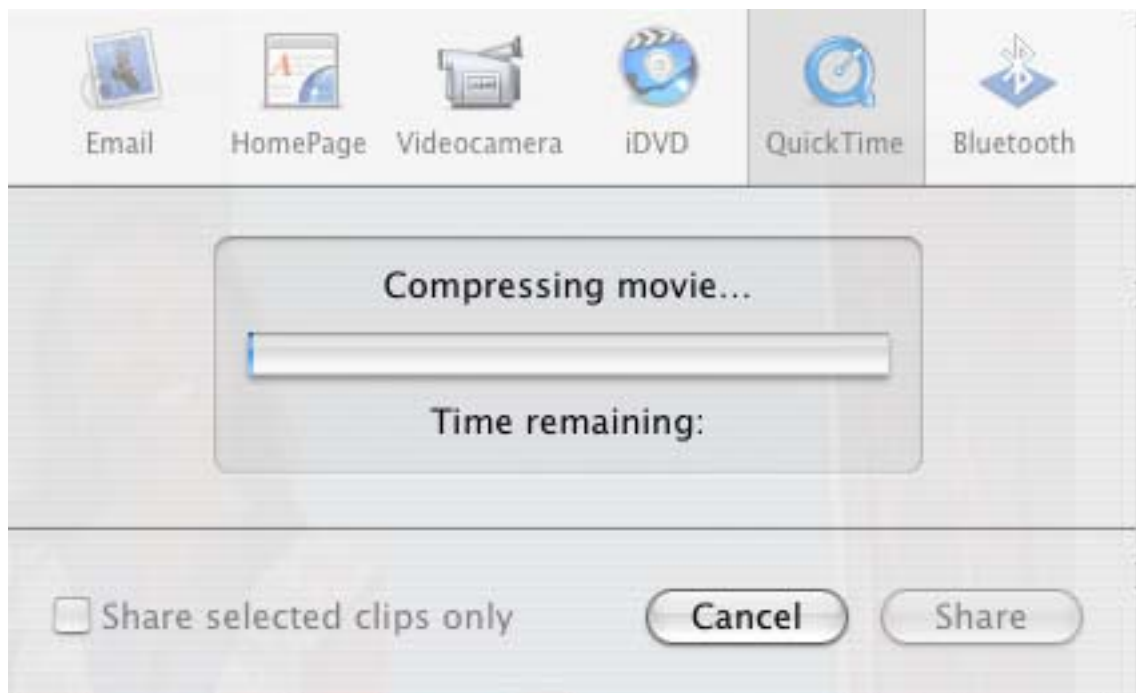 Email HomePage Videocamera iDVD QuickTime Bluetooth
Compressing movie...
Time remaining:
Share selected clips only Cancel Share